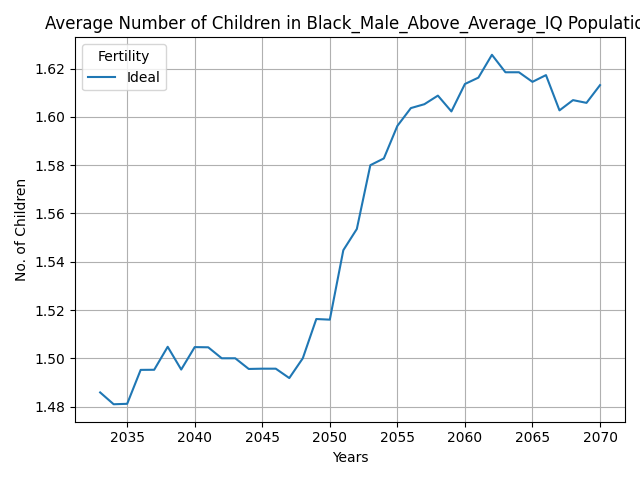 Average Number of Children in Black_Male_Above_Average_IQ Populatio
Fertility
Ideal
No. of Children
1.62
1.60
1.58
1.56
1.54
1.52
1.50
1.48
2035 2040 2045 2050 2055 2060 2065 2070
Years